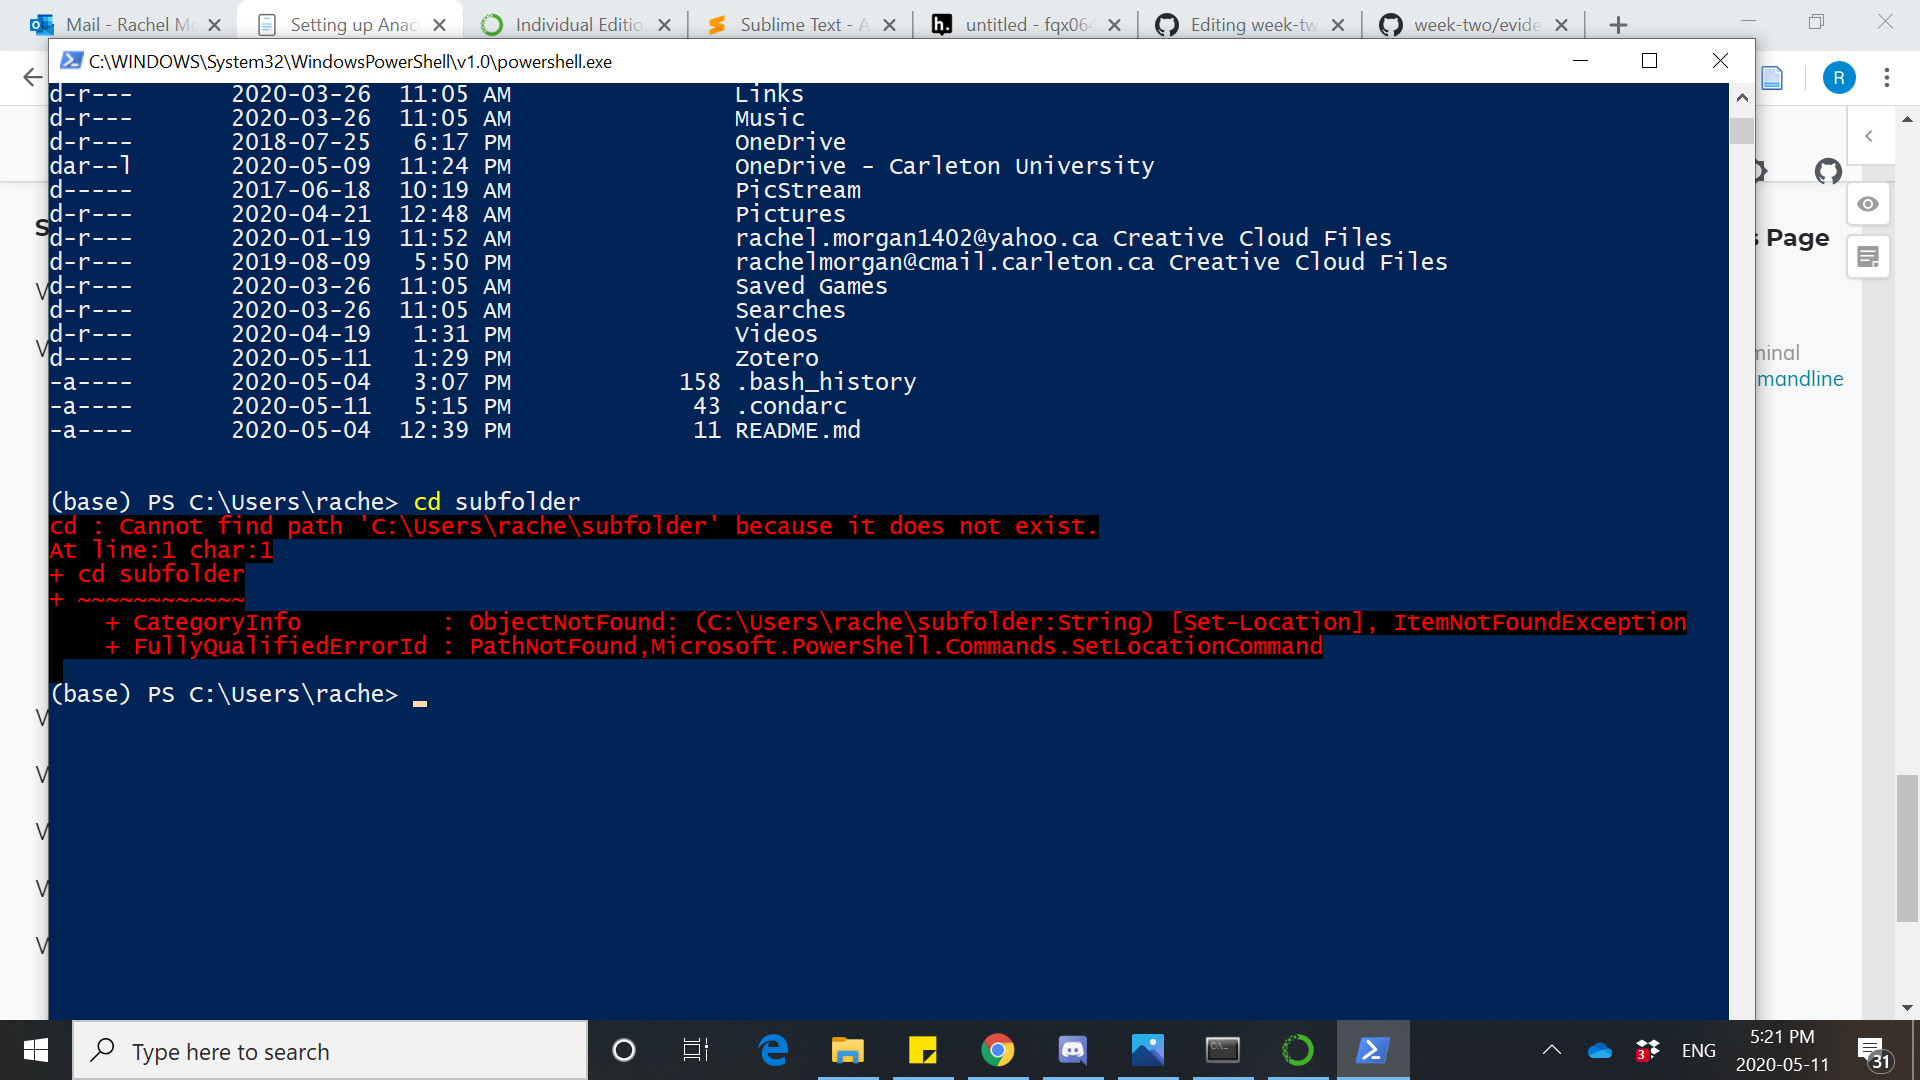 Mail - Rachel Mo
Setting up Anac
Individual Editio
Sublime Text - A
h.
untitled - fqx064
Editing week-tw
week-two/evide
C:\WINDOWS\System32\WindowsPowerShell\v1.0\powershell.exe
R
d-r--- 2020-03-26 11:05 AM Links
d-r--- 2020-03-26 11:05 AM Music
d-r--- 2018-07-25 6:17 PM OneDrive
dar--l 2020-05-09 11:24 PM OneDrive - Carleton University
d----- 2017-06-18 10:19 AM PicStream
d-r--- 2020-04-21 12:48 AM Pictures
d-r--- 2020-01-19 11:52 AM rachel.morgan1402@yahoo.ca Creative Cloud Files
d-r--- 2019-08-09 5:50 PM rachelmorgan@cmail.carleton.ca Creative Cloud Files
d-r--- 2020-03-26 11:05 AM Saved Games
d-r--- 2020-03-26 11:05 AM Searches
d-r--- 2020-04-19 1:31 PM Videos
d----- 2020-05-11 1:29 PM Zotero
-a---- 2020-05-04 3:07 PM 158 .bash_history
-a---- 2020-05-11 5:15 PM 43 .condarc
-a---- 2020-05-04 12:39 PM 11 README.md
s Page
minal
mandline
(base) PS C:\Users\rache> cd subfolder
cd : Cannot find path 'C:\Users\rache\subfolder' because it does not exist.
At line:1 char:1
+ cd subfolder
+ ~~~~~~~~~~~~
+ CategoryInfo : ObjectNotFound: (C:\Users\rache\subfolder:String) [Set-Location], ItemNotFoundException
+ FullyQualifiedErrorId : PathNotFound,Microsoft.PowerShell.Commands.SetLocationCommand
(base) PS C:\Users\rache>
Type here to search
3
ENG
5:21 PM
2020-05-11
31